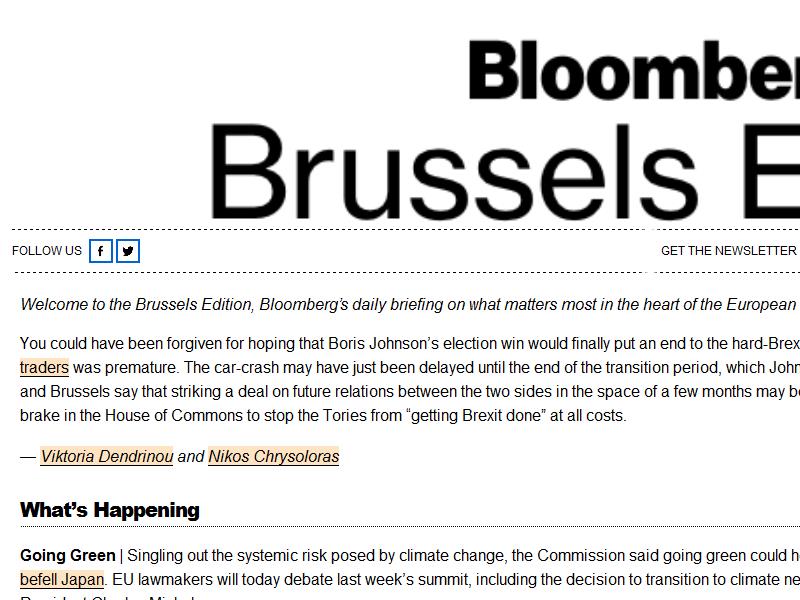 Bloomber
Brussels E
FOLLOW US
GET THE NEWSLETTER
Welcome to the Brussels Edition, Bloomberg's daily briefing on what matters most in the heart of the European
You could have been forgiven for hoping that Boris Johnson's election win would finally put an end to the hard-Brex
traders was premature. The car-crash may have just been delayed until the end of the transition period, which John
and Brussels say that striking a deal on future relations between the two sides in the space of a few months may be
brake in the House of Commons to stop the Tories from “getting Brexit done” at all costs.
— Viktoria Dendrinou and Nikos Chrysoloras
What's Happening
Going Green | Singling out the systemic risk posed by climate change, the Commission said going green could h
befell Japan. EU lawmakers will today debate last week's summit, including the decision to transition to climate ne